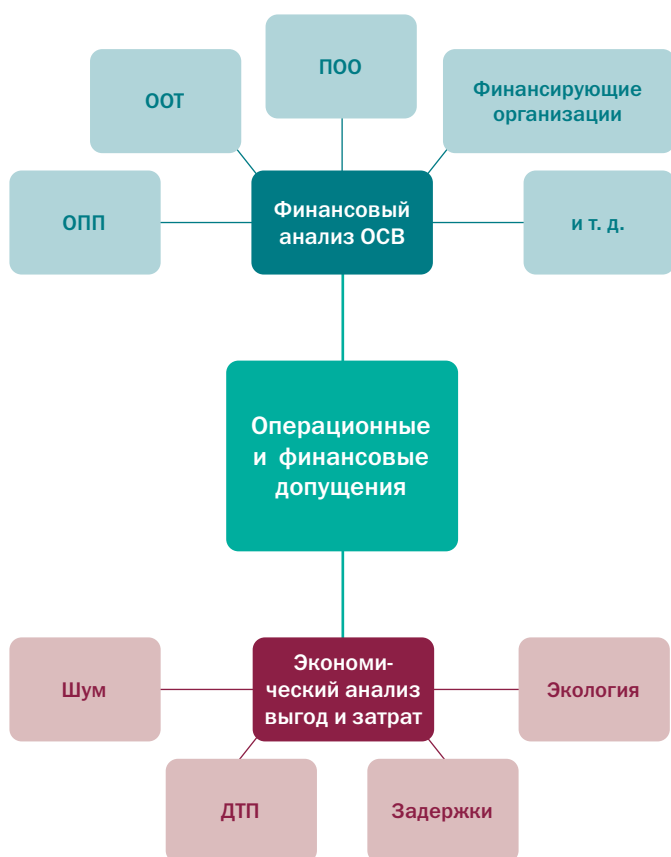 ПОО
ООТ
Финансирующие
организации
ОПП
Финансовый
анализ ОСВ
и т. д.
Операционные
и финансовые
допущения
Шум
Экономи-
ческий анализ
выгод и затрат
Экология
ДТП
Задержки